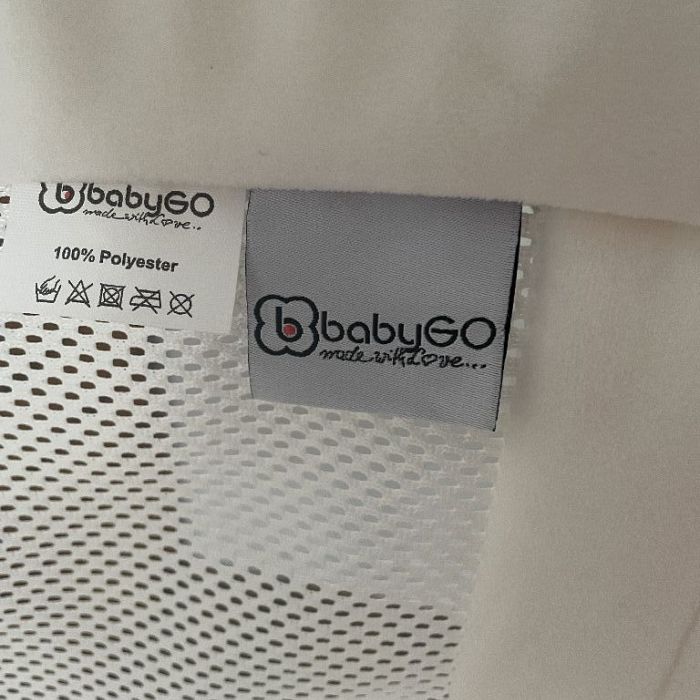 babyGO
made with Love..
100% Polyester
b babyGO
made with Love...